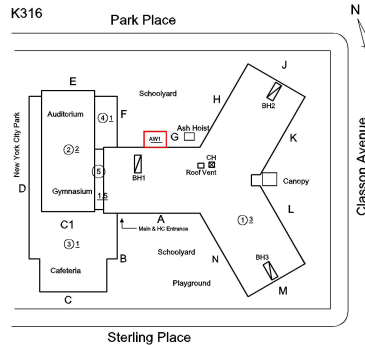 K316
Park Place
N
E
J
Schoolyard
H
BH2
Auditorium
④ 1
F
AW1
G
Ash Hoist
K
New York City Park
② 2
BH1
CH
Roof Vent
Classon Avenue
⑤
Canopy
D
Gymnasium
1.5
L
C1
A
① 3
Main & HC Entrance
③ 1
B
Schoolyard
N
BH3
Cafeteria
Playground
M
C
Sterling Place